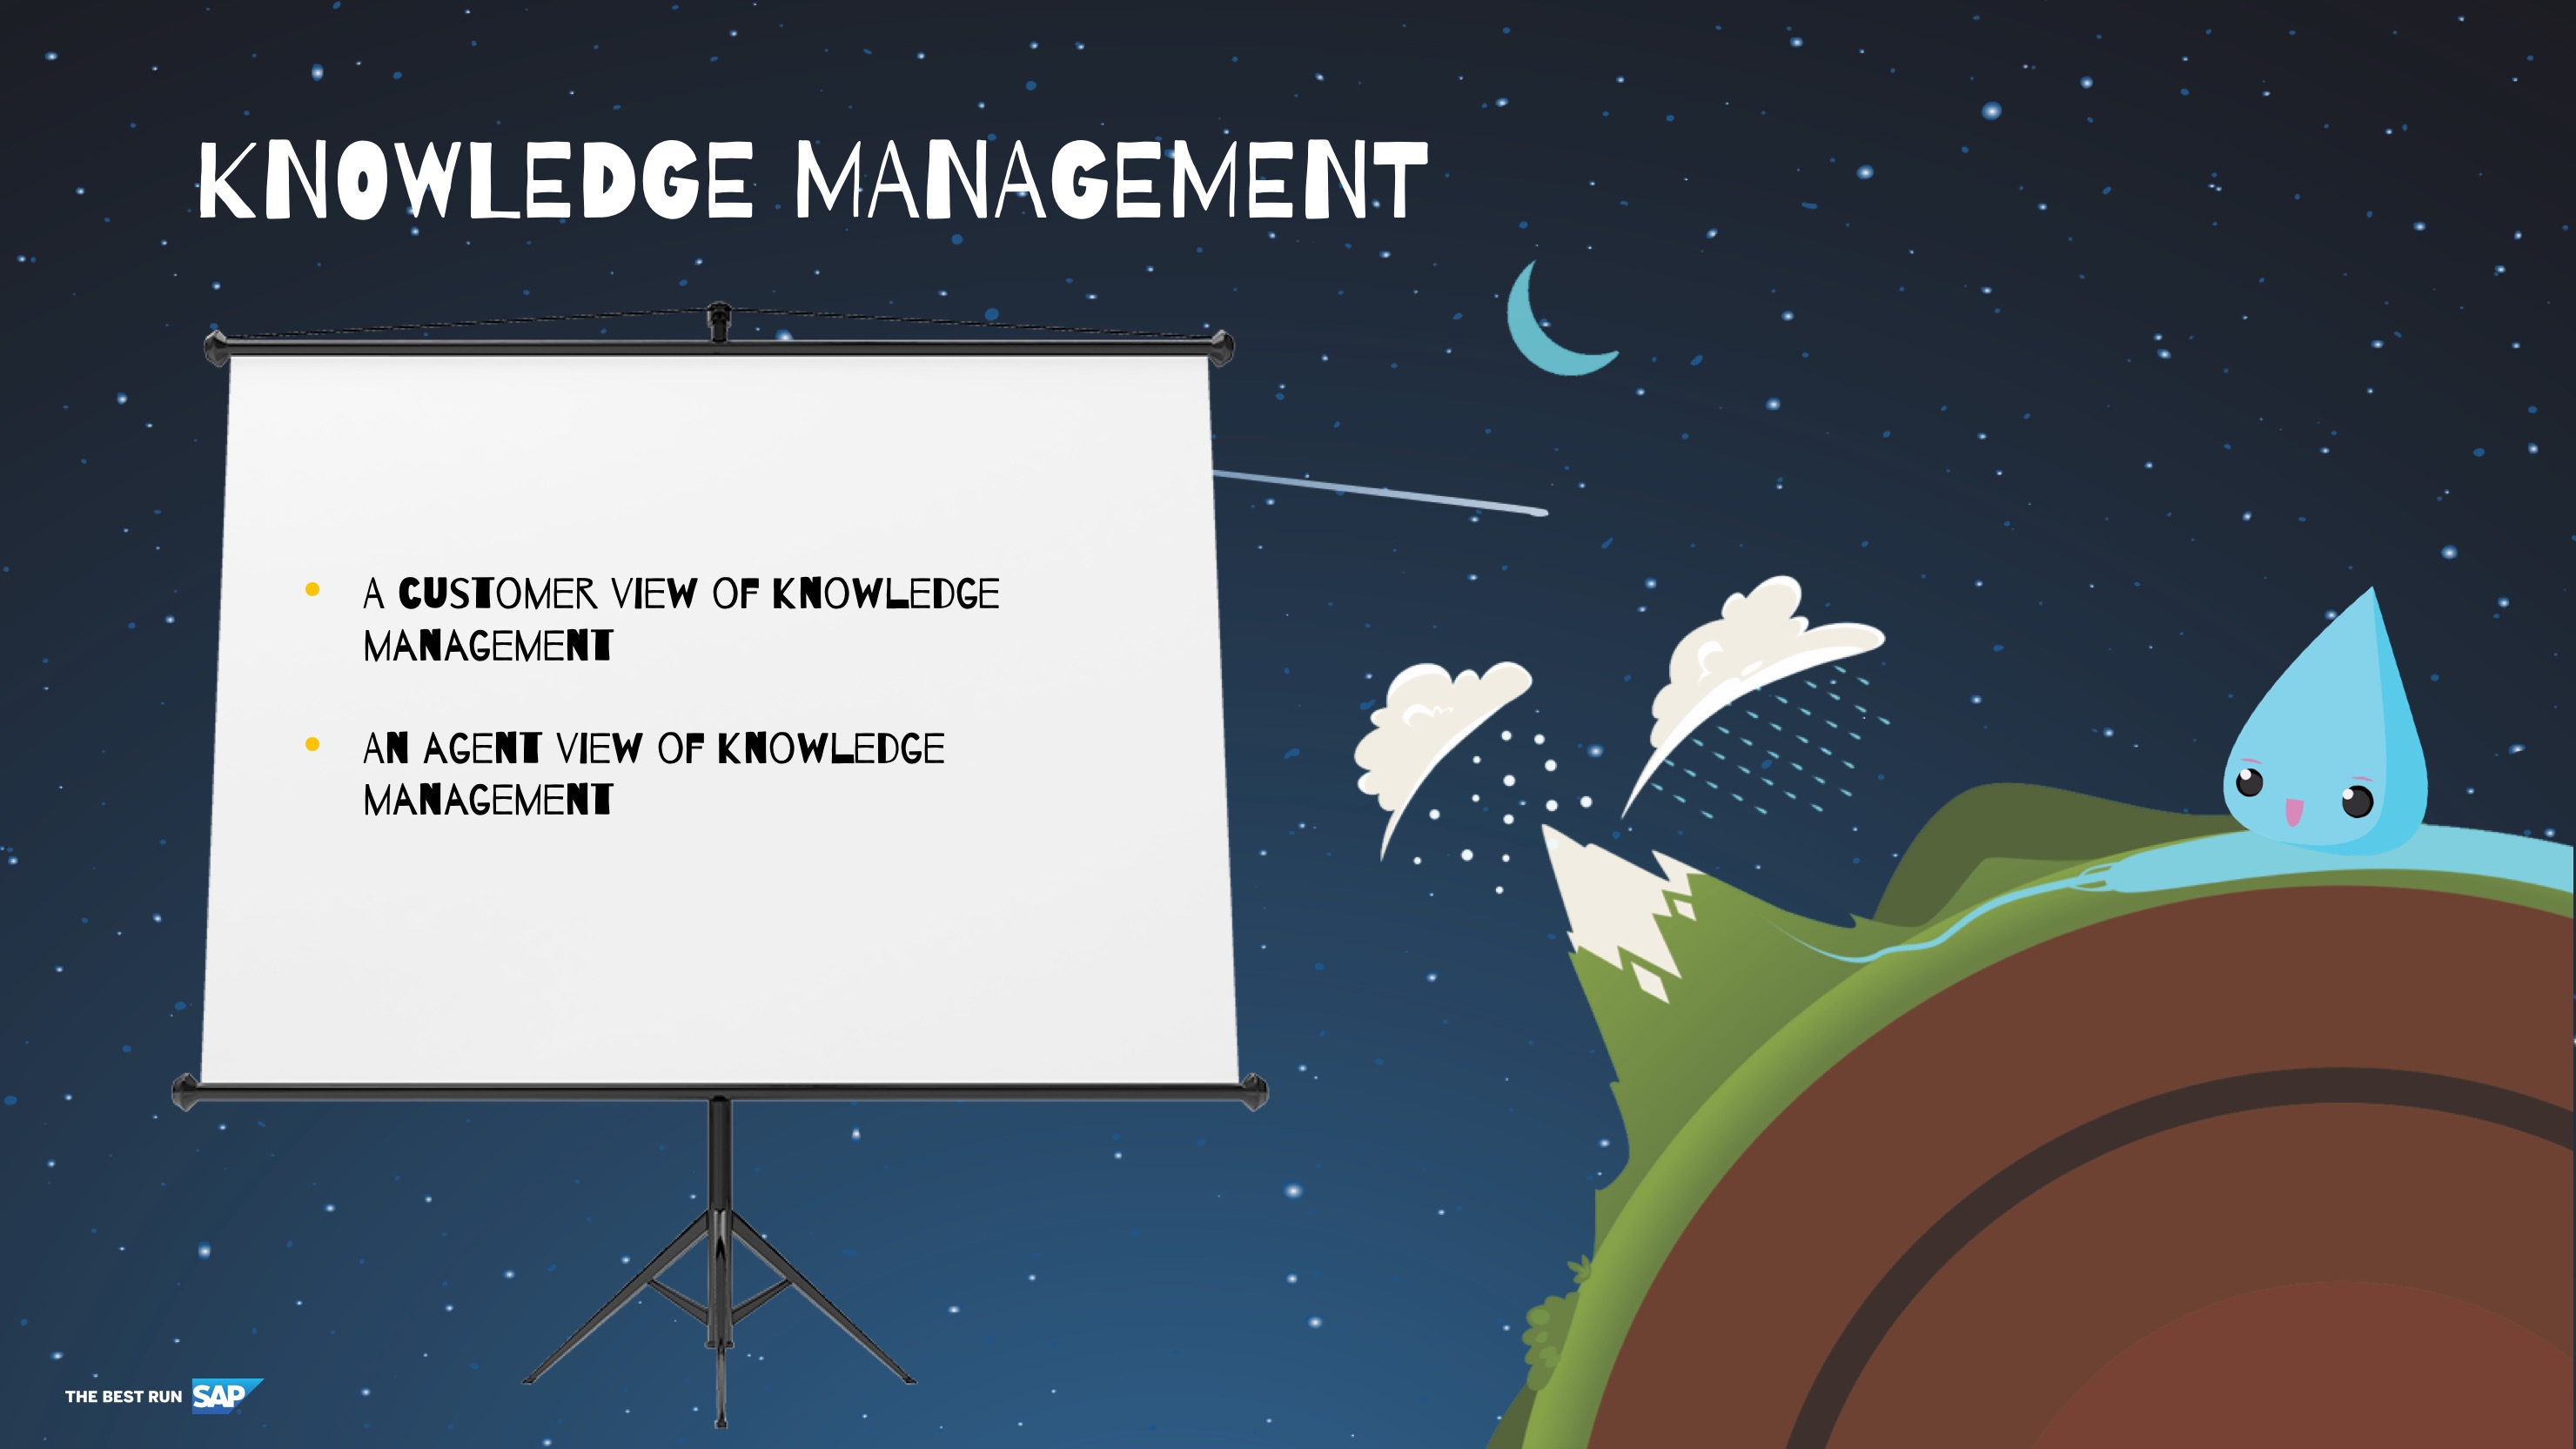 KNOWLEDGE MANAGEMENT
• A CUSTOMER VIEW OF KNOWLEDGE
MANAGEMENT
• AN AGENT VIEW OF KNOWLEDGE
MANAGEMENT
THE BEST RUN SAP